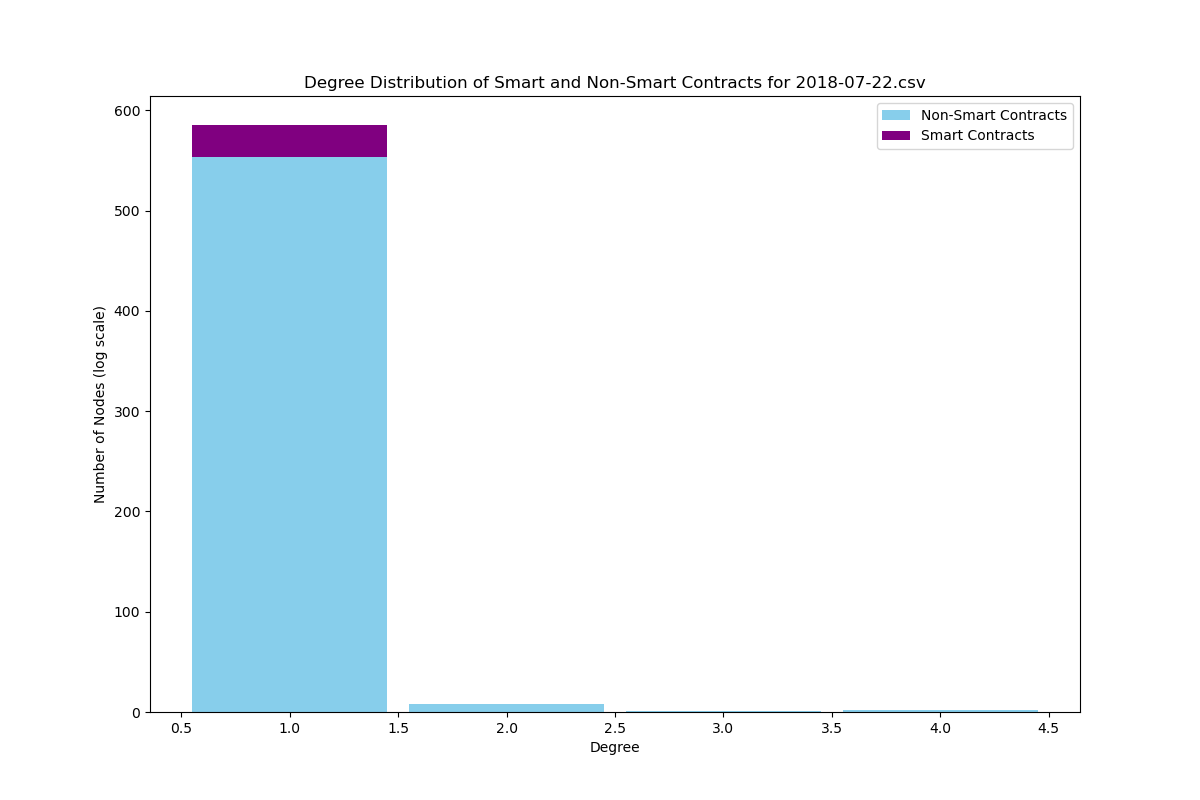 Degree Distribution of Smart and Non-Smart Contracts for 2018-07-22.csv
Non-Smart Contracts
Smart Contracts
Number of Nodes (log scale)
600
500
400
300
200
100
0
0.5 1.0 1.5 2.0 2.5 3.0 3.5 4.0 4.5
Degree